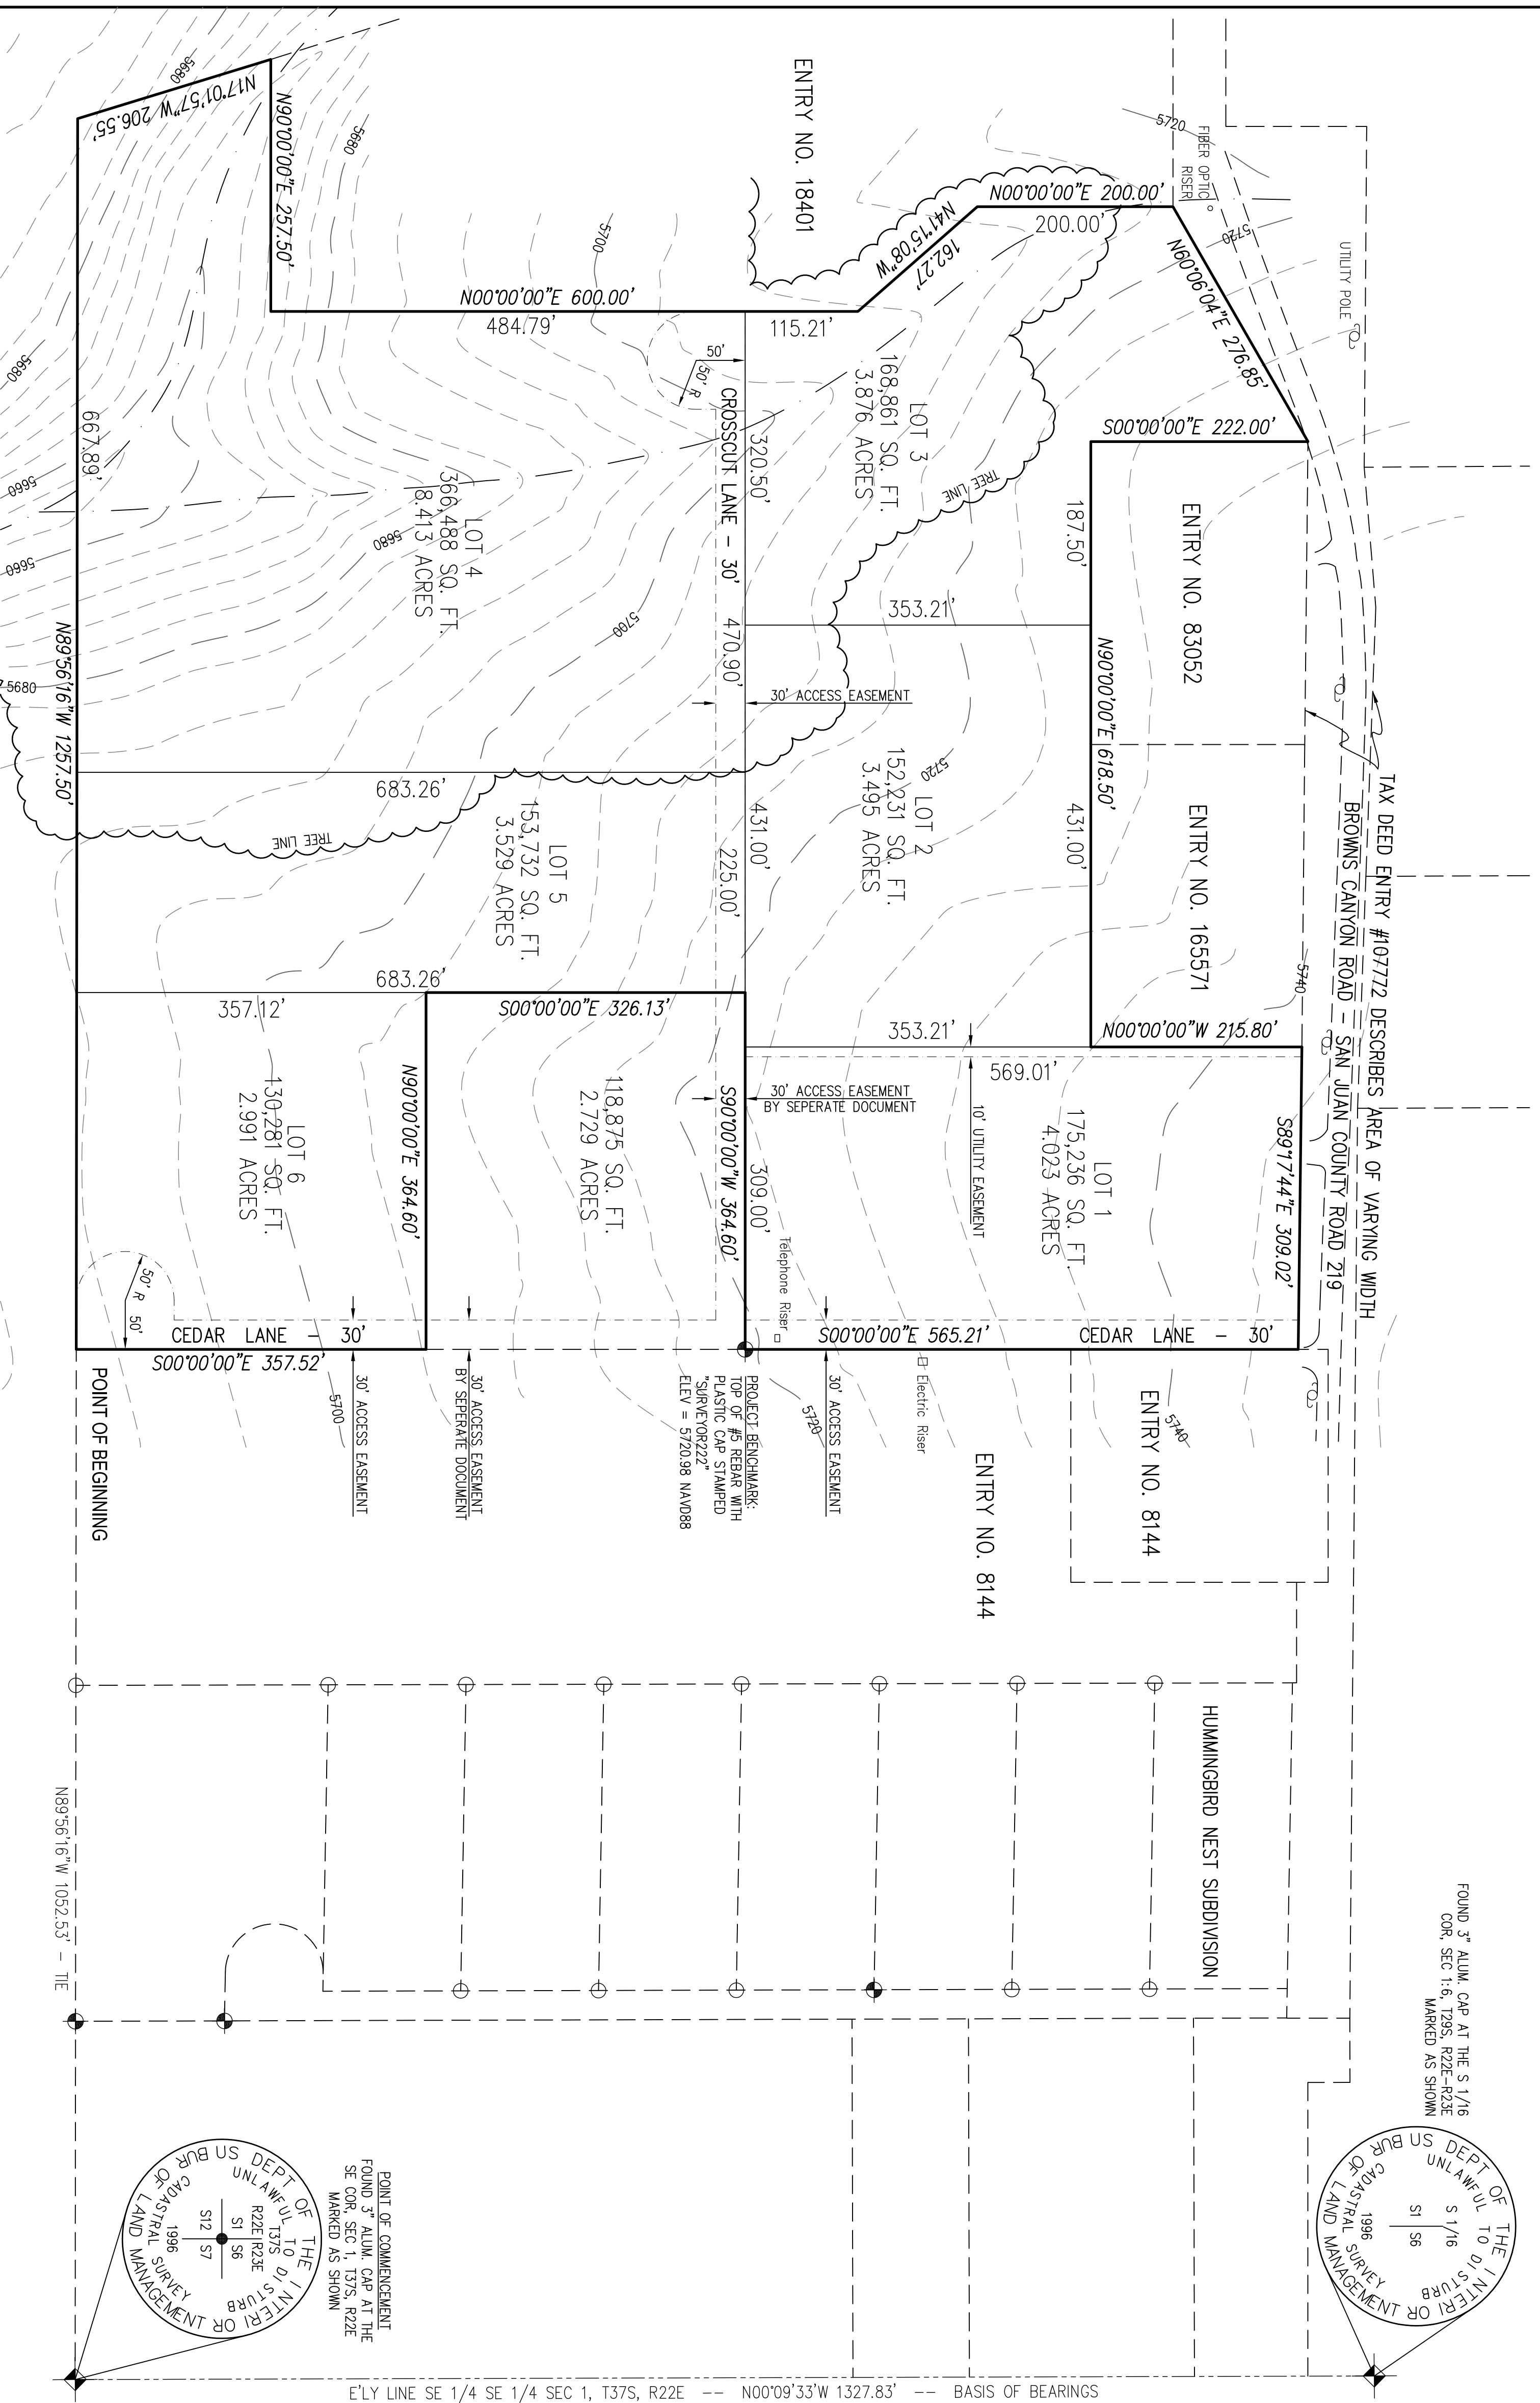 N17°01'57"W 206.55'
N90°00'00"E 257.50'
N00°00'00"E 600.00'
484.79'
115.21'
ENTRY NO. 18401
N41°15'08"W
162.27'
N00°00'00"E 200.00'
200.00'
FIBER OPTIC
RISER
UTILITY POLE
N60°06'04"E 276.85'
S00°00'00"E 222.00'
187.50'
ENTRY NO. 83052
N90°00'00"E 618.50'
431.00'
ENTRY NO. 165571
N00°00'00"W 215.80'
TAX DEED ENTRY #107772 DESCRIBES AREA OF VARYING WIDTH
BROWNS CANYON ROAD - SAN JUAN COUNTY ROAD 219
S89°17'44"E 309.02'
LOT 3
168,861 SQ. FT.
3.876 ACRES
TREE LINE
353.21'
50'
50' R
CROSSCUT LANE - 30'
320.50'
470.90'
30' ACCESS EASEMENT
LOT 4
366,488 SQ. FT.
8.413 ACRES
667.89'
N89°56'16"W 1257.50'
LOT 2
152,231 SQ. FT.
3.495 ACRES
431.00'
225.00'
683.26'
LOT 5
153,732 SQ. FT.
3.529 ACRES
TREE LINE
683.26'
357.12'
S00°00'00"E 326.13'
353.21'
569.01'
30' ACCESS EASEMENT
BY SEPERATE DOCUMENT
10' UTILITY EASEMENT
LOT 1
175,236 SQ. FT.
4.023 ACRES
S90°00'00"W 364.60'
309.00'
118,875 SQ. FT.
2.729 ACRES
N90°00'00"E 364.60'
LOT 6
130,281 SQ. FT.
2.991 ACRES
50' R
50'
CEDAR LANE - 30'
S00°00'00"E 357.52'
Telephone Riser
S00°00'00"E 565.21'
CEDAR LANE - 30'
Electric Riser
POINT OF BEGINNING
30' ACCESS EASEMENT
30' ACCESS EASEMENT
BY SEPERATE DOCUMENT
PROJECT BENCHMARK:
TOP OF #5 REBAR WITH
PLASTIC CAP STAMPED
"SURVEYOR222"
ELEV = 5720.98 NAVD88
30' ACCESS EASEMENT
ENTRY NO. 8144
ENTRY NO. 8144
5680
5680
5680
5660
5660
5680
5680
5700
5700
5720
5720
5720
5740
5700
5720
5740
HUMMINGBIRD NEST SUBDIVISION
N89°56'16"W 1052.53' - TIE
FOUND 3" ALUM. CAP AT THE S 1/16
COR, SEC 1:6, T29S, R22E-R23E
MARKED AS SHOWN
US DEPT OF THE INTERIOR
BUR OF LAND MANAGEMENT
UNLAWFUL TO DISTURB
CADASTRAL SURVEY
S 1/16
S1 S6
1996
POINT OF COMMENCEMENT
FOUND 3" ALUM. CAP AT THE
SE COR, SEC 1, T37S, R22E
MARKED AS SHOWN
US DEPT OF THE INTERIOR
BUR OF LAND MANAGEMENT
UNLAWFUL TO DISTURB
CADASTRAL SURVEY
T37S
R22E R23E
S1 S6
S12 S7
1996
E'LY LINE SE 1/4 SE 1/4 SEC 1, T37S, R22E -- N00°09'33'W 1327.83' -- BASIS OF BEARINGS